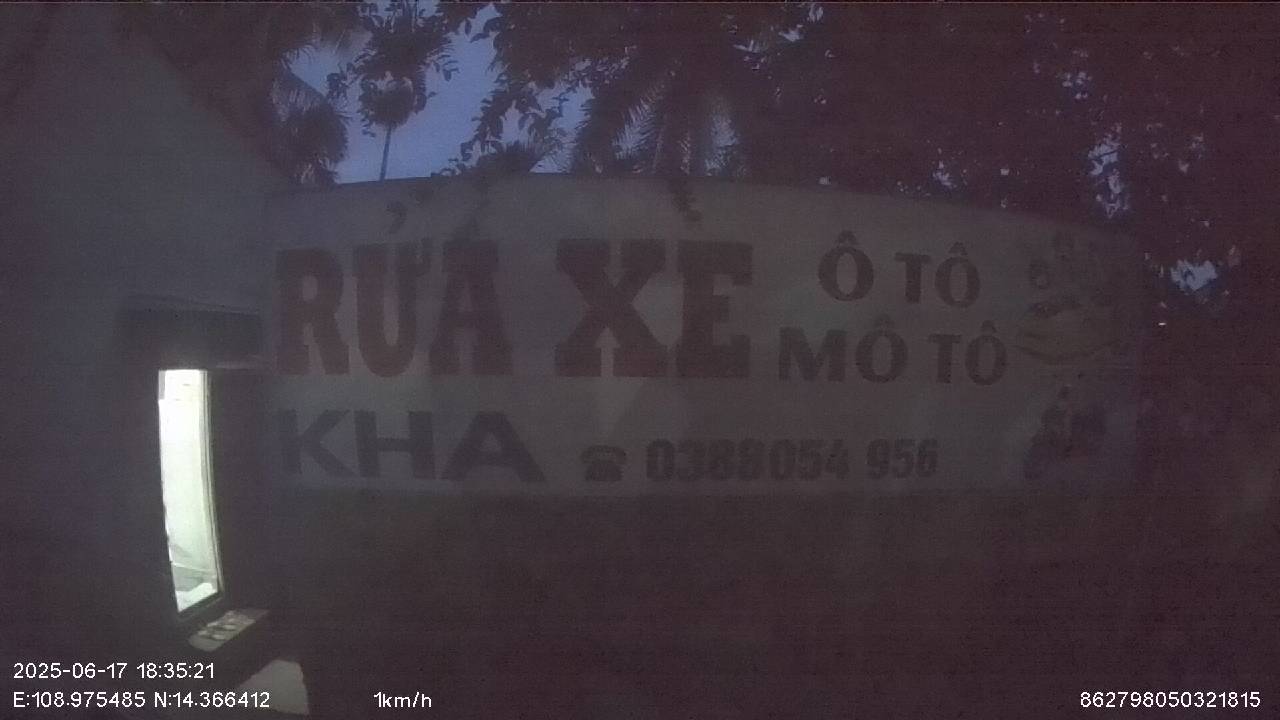 RỬA XE Ô TÔ
MÔ TÔ
KHA ☎ 0388054 956
2025-06-17 18:35:21
E:108.975485 N:14.366412 1km/h 862798050321815